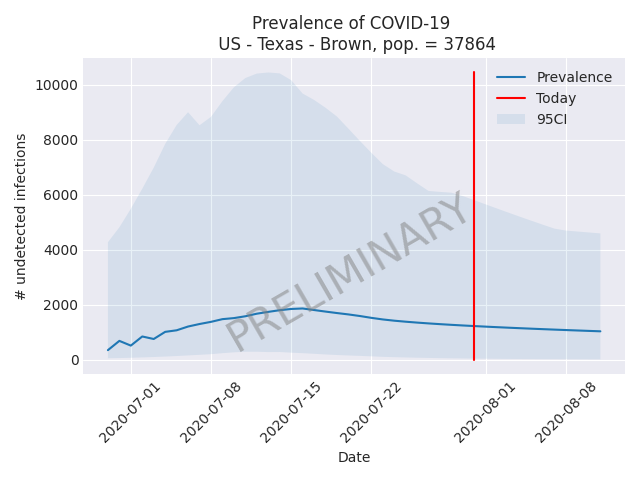 Prevalence of COVID-19
US - Texas - Brown, pop. = 37864
Prevalence
Today
95CI
# undetected infections
10000
8000
6000
4000
2000
0
PRELIMINARY
2020-07-01
2020-07-08
2020-07-15
2020-07-22
2020-08-01
2020-08-08
Date